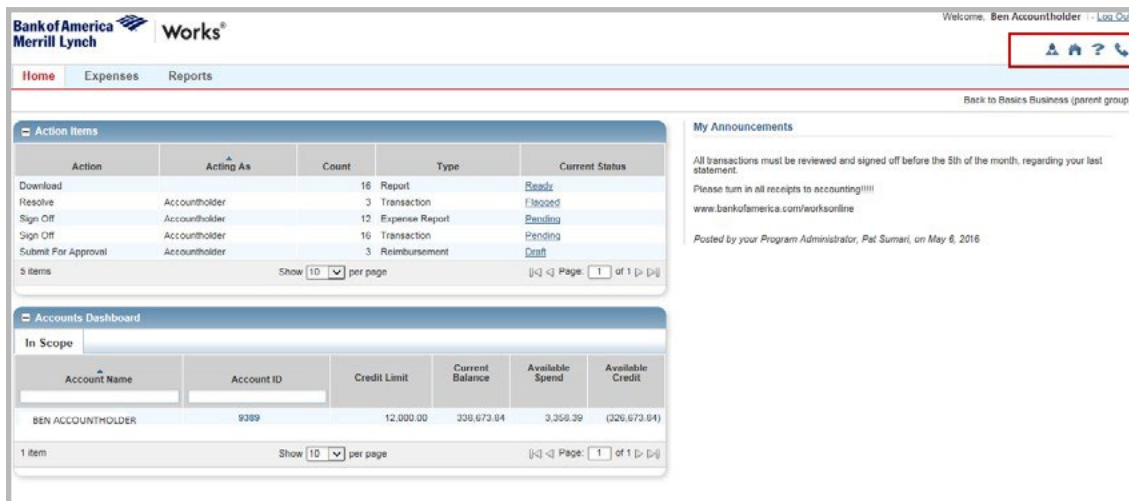 Bank of America
Merrill Lynch
Works®
Welcome, Ben Accountholder | - Log Ou
Home Expenses Reports
Back to Basics Business (parent group
Action Items
Action Acting As Count Type Current Status
Download 16 Report Ready
Resolve Accountholder 3 Transaction Flagged
Sign Off Accountholder 12 Expense Report Pending
Sign Off Accountholder 16 Transaction Pending
Submit For Approval Accountholder 3 Reimbursement Draft
5 items Show 10 per page Page: 1 of 1
My Announcements
All transactions must be reviewed and signed off before the 5th of the month, regarding your last
statement.
Please turn in all receipts to accounting!!!!!
www.bankofamerica.com/worksonline
Posted by your Program Administrator, Pat Sumari, on May 6, 2016
Accounts Dashboard
In Scope
Account Name Account ID Credit Limit Current Balance Available Spend Available Credit
BEN ACCOUNTHOLDER 9389 12,000.00 338,673.84 3,358.39 (326,673.84)
1 item Show 10 per page Page: 1 of 1